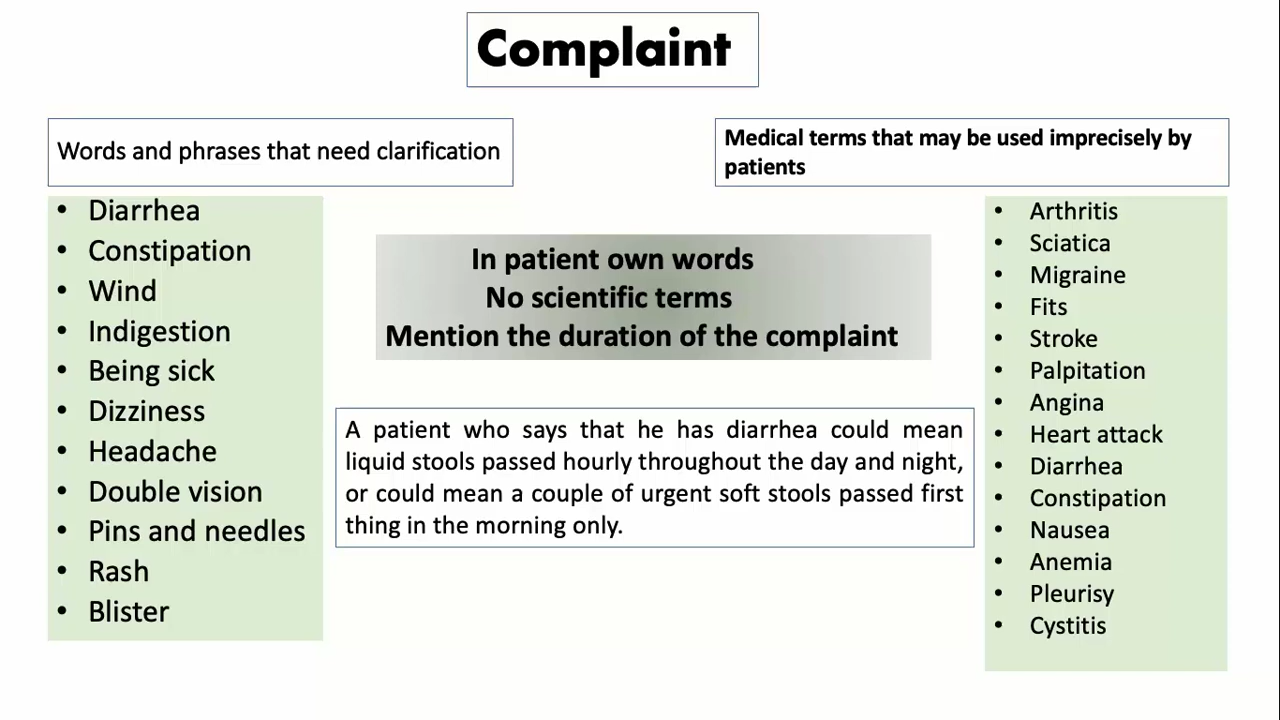 Complaint
Words and phrases that need clarification
• Diarrhea
• Constipation
• Wind
• Indigestion
• Being sick
• Dizziness
• Headache
• Double vision
• Pins and needles
• Rash
• Blister
In patient own words
No scientific terms
Mention the duration of the complaint
A patient who says that he has diarrhea could mean
liquid stools passed hourly throughout the day and night,
or could mean a couple of urgent soft stools passed first
thing in the morning only.
Medical terms that may be used imprecisely by
patients
• Arthritis
• Sciatica
• Migraine
• Fits
• Stroke
• Palpitation
• Angina
• Heart attack
• Diarrhea
• Constipation
• Nausea
• Anemia
• Pleurisy
• Cystitis